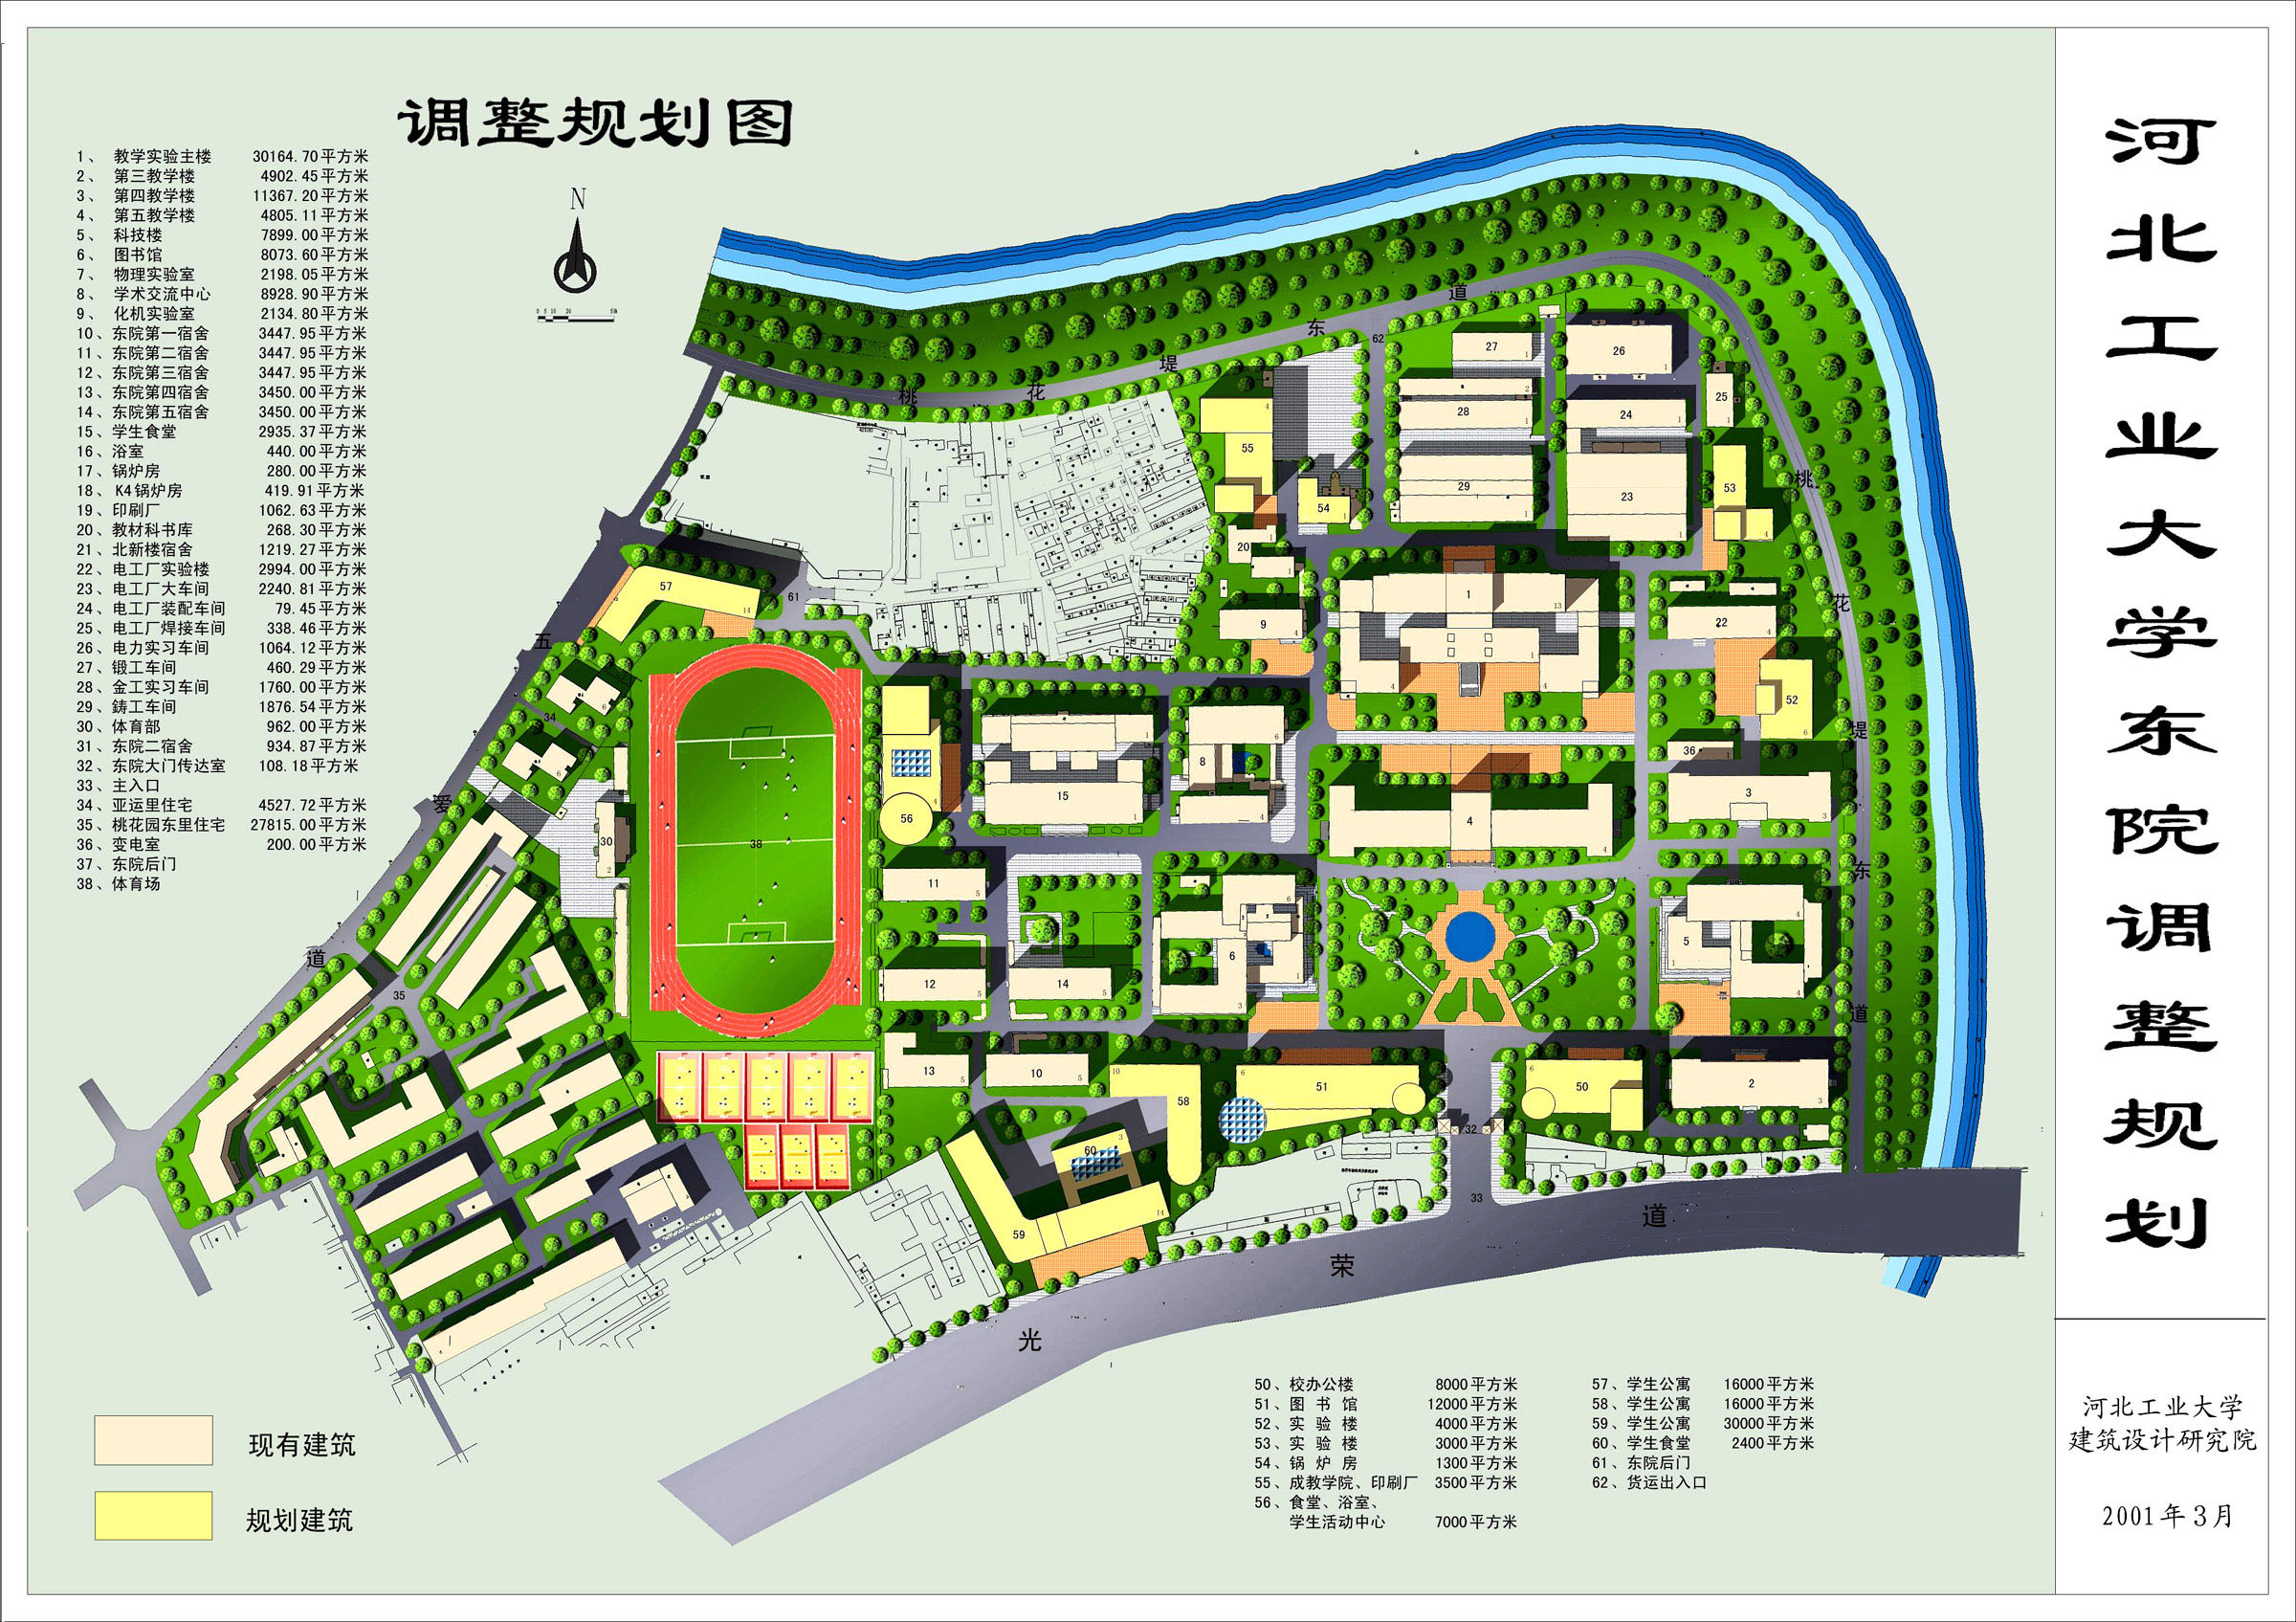 调整规划图
N
1、 教学实验主楼 30164.70平方米
2、 第三教学楼 4902.45平方米
3、 第四教学楼 11367.20平方米
4、 第五教学楼 4805.11平方米
5、 科技楼 7899.00平方米
6、 图书馆 8073.60平方米
7、 物理实验室 2198.05平方米
8、 学术交流中心 8928.90平方米
9、 化机实验室 2134.80平方米
10、东院第一宿舍 3447.95平方米
11、东院第二宿舍 3447.95平方米
12、东院第三宿舍 3447.95平方米
13、东院第四宿舍 3450.00平方米
14、东院第五宿舍 3450.00平方米
15、学生食堂 2935.37平方米
16、浴室 440.00平方米
17、锅炉房 280.00平方米
18、K4锅炉房 419.91平方米
19、印刷厂 1062.63平方米
20、教材科书库 268.30平方米
21、北新楼宿舍 1219.27平方米
22、电工厂实验楼 2994.00平方米
23、电工厂大车间 2240.81平方米
24、电工厂装配车间 79.45平方米
25、电工厂焊接车间 338.46平方米
26、电力实习车间 1064.12平方米
27、锻工车间 460.29平方米
28、金工实习车间 1760.00平方米
29、鋳工车间 1876.54平方米
30、体育部 962.00平方米
31、东院二宿舍 934.87平方米
32、东院大门传达室 108.18平方米
33、主入口
34、亚运里住宅 4527.72平方米
35、桃花园东里住宅 27815.00平方米
36、变电室 200.00平方米
37、东院后门
38、体育场
桃花堤东道
桃花堤东道
五爱道
光荣道
62
27
26
25
28
24
55
29
23
53
54
20
57
61
1
9
22
52
34
36
8
15
3
56
4
30
38
11
5
6
12
14
35
13
10
51
50
2
58
32
60
33
59
现有建筑
规划建筑
50、校办公楼 8000平方米
51、图 书 馆 12000平方米
52、实 验 楼 4000平方米
53、实 验 楼 3000平方米
54、锅 炉 房 1300平方米
55、成教学院、印刷厂 3500平方米
56、食堂、浴室、
学生活动中心 7000平方米
57、学生公寓 16000平方米
58、学生公寓 16000平方米
59、学生公寓 30000平方米
60、学生食堂 2400平方米
61、东院后门
62、货运出入口
河北工业大学东院调整规划
河北工业大学
建筑设计研究院
2001年3月